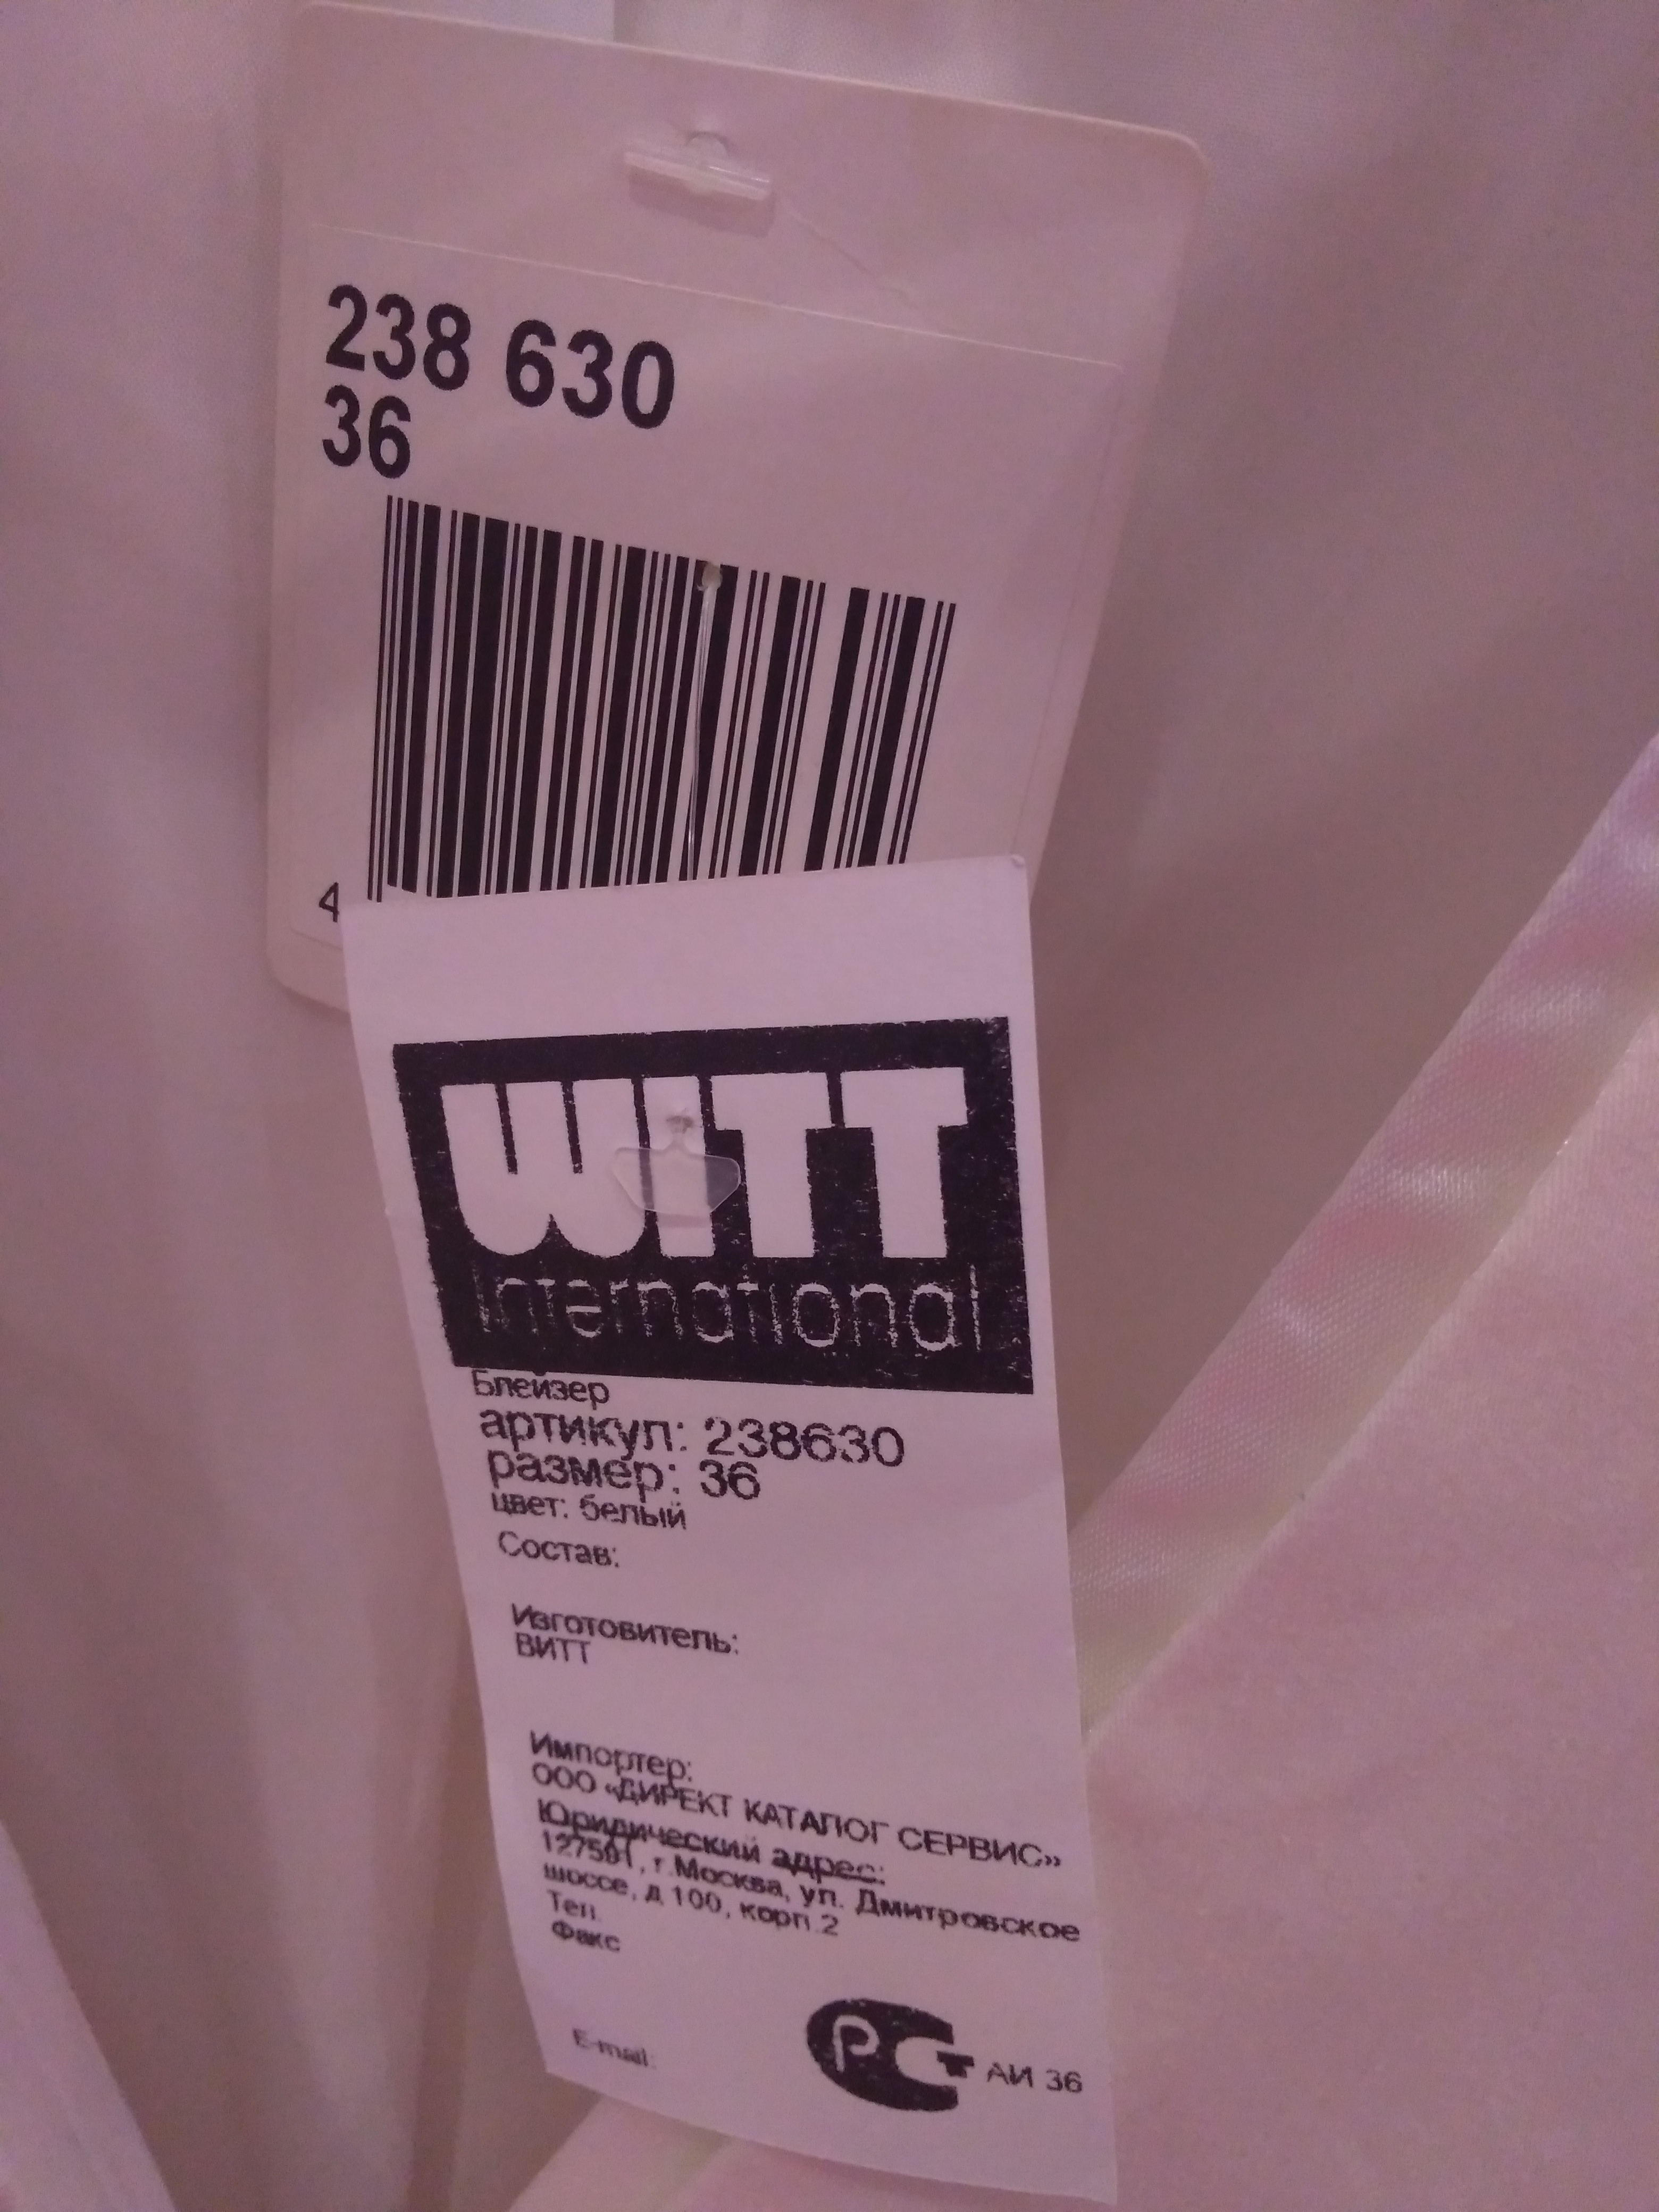 238 630
36
4
WITT
International
Блейзер
артикул: 238630
размер: 36
цвет: белый
Состав:
Изготовитель:
ВИТТ
Импортер:
ООО «ДИРЕКТ КАТАЛОГ СЕРВИС»
Юридический адрес:
127591, г.Москва, ул. Дмитровское
шоссе, д.100, корп.2
Тел.
Факс
E-mail:
РСТ АИ 36